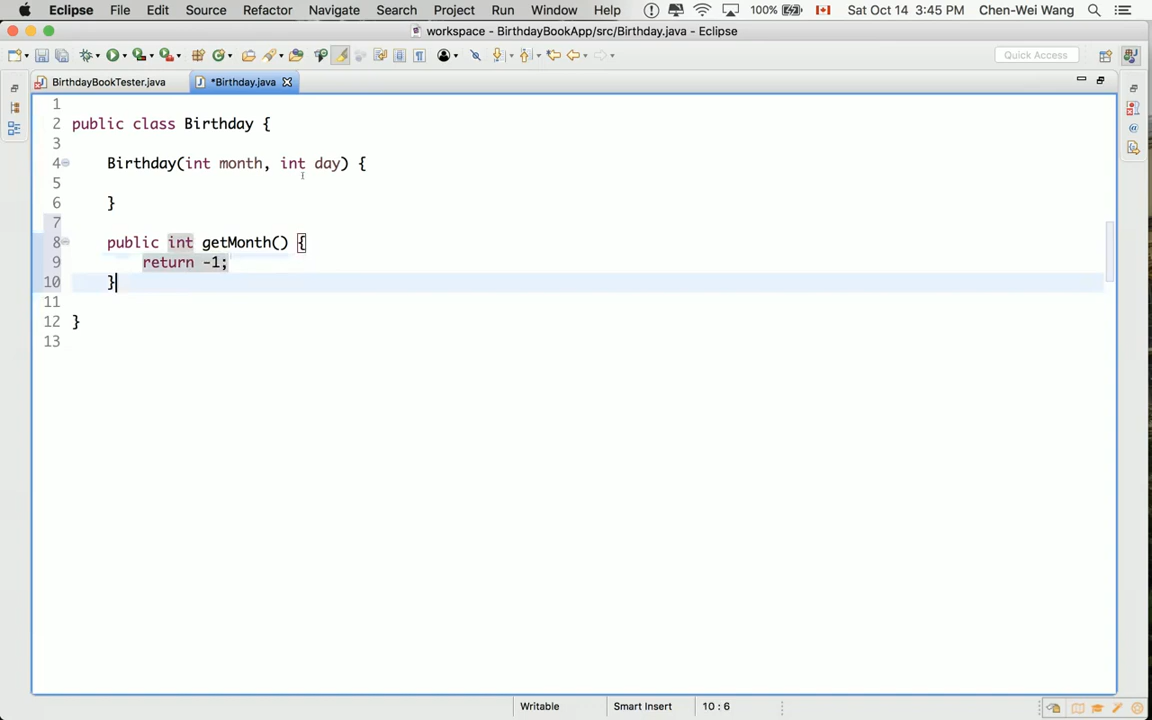 Eclipse File Edit Source Refactor Navigate Search Project Run Window Help 100% Sat Oct 14 3:45 PM Chen-Wei Wang
workspace - BirthdayBookApp/src/Birthday.java - Eclipse
Quick Access
BirthdayBookTester.java *Birthday.java
1
2 public class Birthday {
3
4 Birthday(int month, int day) {
5
6 }
7
8 public int getMonth() {
9 return -1;
10 }
11
12 }
13
Writable Smart Insert 10 : 6